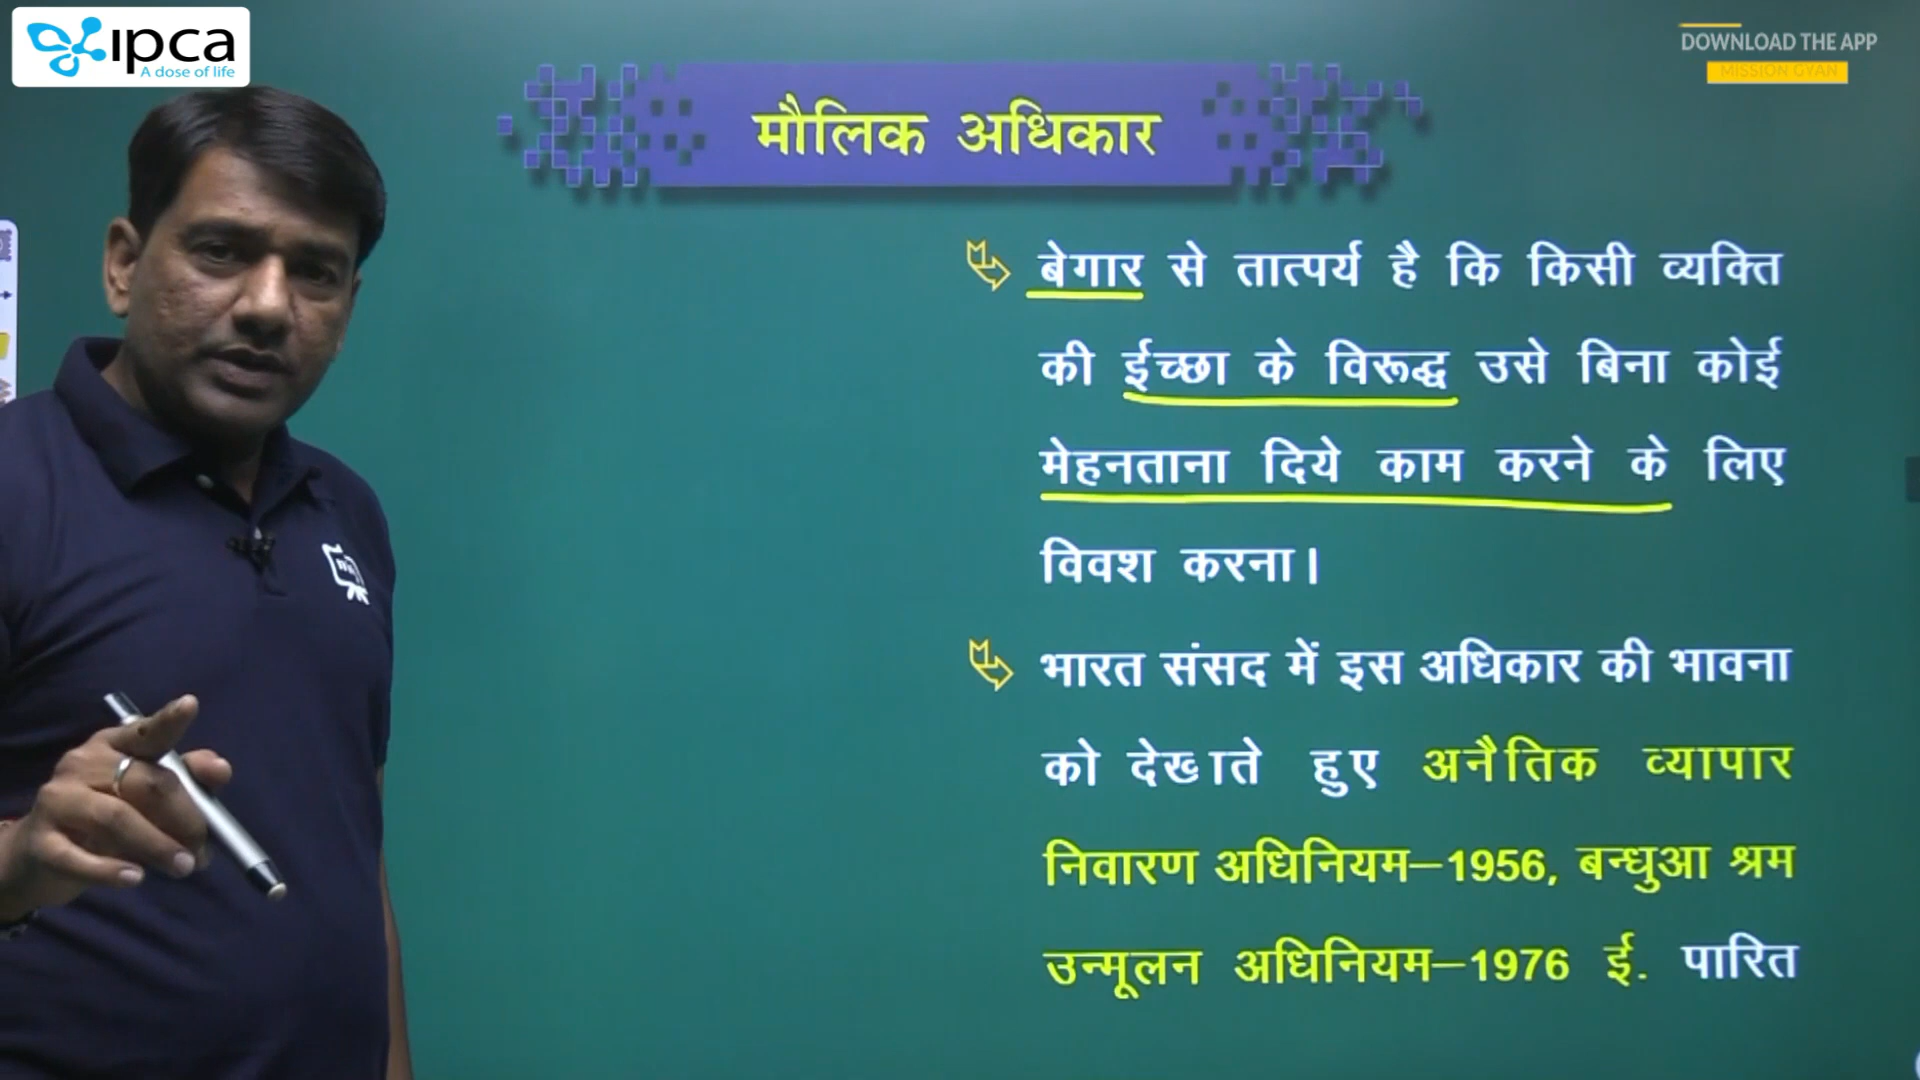 ipca
A dose of life
DOWNLOAD THE APP
MISSION GYAN
मौलिक अधिकार
बेगार से तात्पर्य है कि किसी व्यक्ति
की ईच्छा के विरूद्ध उसे बिना कोई
मेहनताना दिये काम करने के लिए
विवश करना।
भारत संसद में इस अधिकार की भावना
को देखाते हुए अनैतिक व्यापार
निवारण अधिनियम–1956, बन्धुआ श्रम
उन्मूलन अधिनियम–1976 ई. पारित